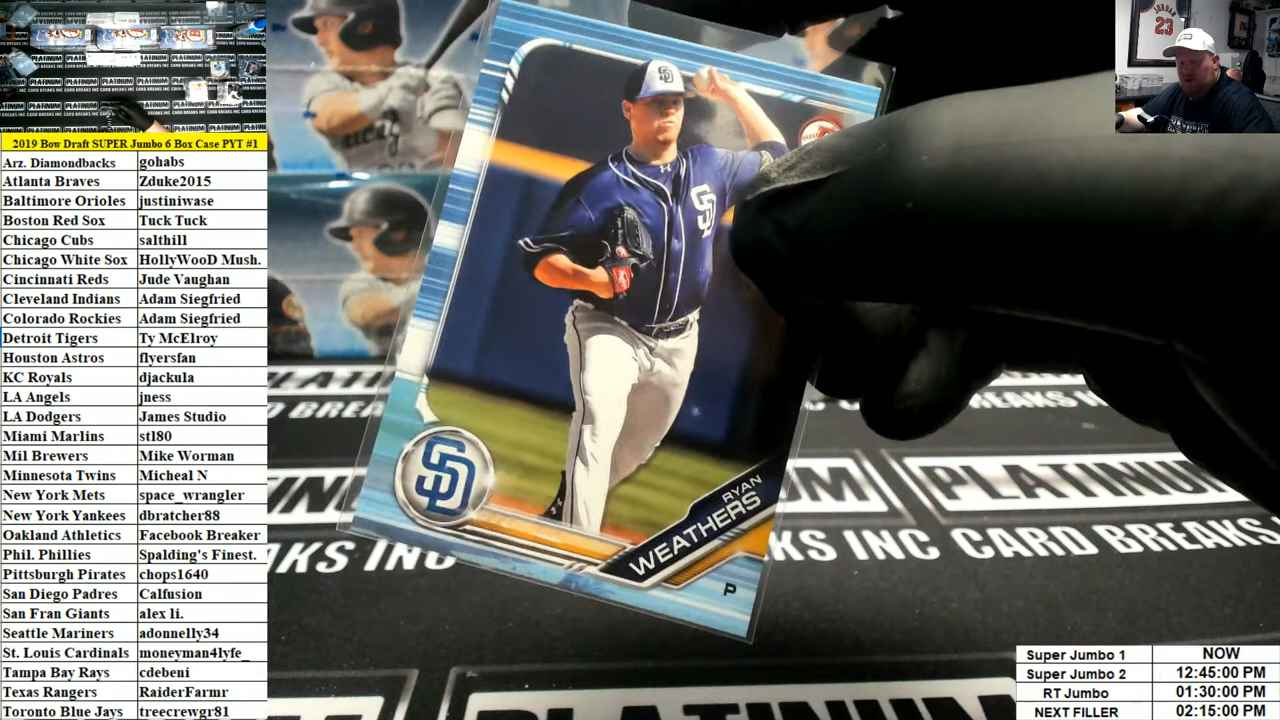 2019 Bow Draft SUPER Jumbo 6 Box Case PYT #1
Arz. Diamondbacks gohabs
Atlanta Braves Zduke2015
Baltimore Orioles justiniwase
Boston Red Sox Tuck Tuck
Chicago Cubs salthill
Chicago White Sox HollyWooD Mush.
Cincinnati Reds Jude Vaughan
Cleveland Indians Adam Siegfried
Colorado Rockies Adam Siegfried
Detroit Tigers Ty McElroy
Houston Astros flyersfan
KC Royals djackula
LA Angels jness
LA Dodgers James Studio
Miami Marlins stl80
Mil Brewers Mike Worman
Minnesota Twins Micheal N
New York Mets space_wrangler
New York Yankees dbratcher88
Oakland Athletics Facebook Breaker
Phil. Phillies Spalding's Finest.
Pittsburgh Pirates chops1640
San Diego Padres Calfusion
San Fran Giants alex li.
Seattle Mariners adonnelly34
St. Louis Cardinals moneyman4lyfe_
Tampa Bay Rays cdebeni
Texas Rangers RaiderFarmr
Toronto Blue Jays treecrewgr81
SD
SD
SD
RYAN
WEATHERS
P
JORDAN
23
PLATINUM
CARD BREAKS INC
PLATINUM
Super Jumbo 1 NOW
Super Jumbo 2 12:45:00 PM
RT Jumbo 01:30:00 PM
NEXT FILLER 02:15:00 PM